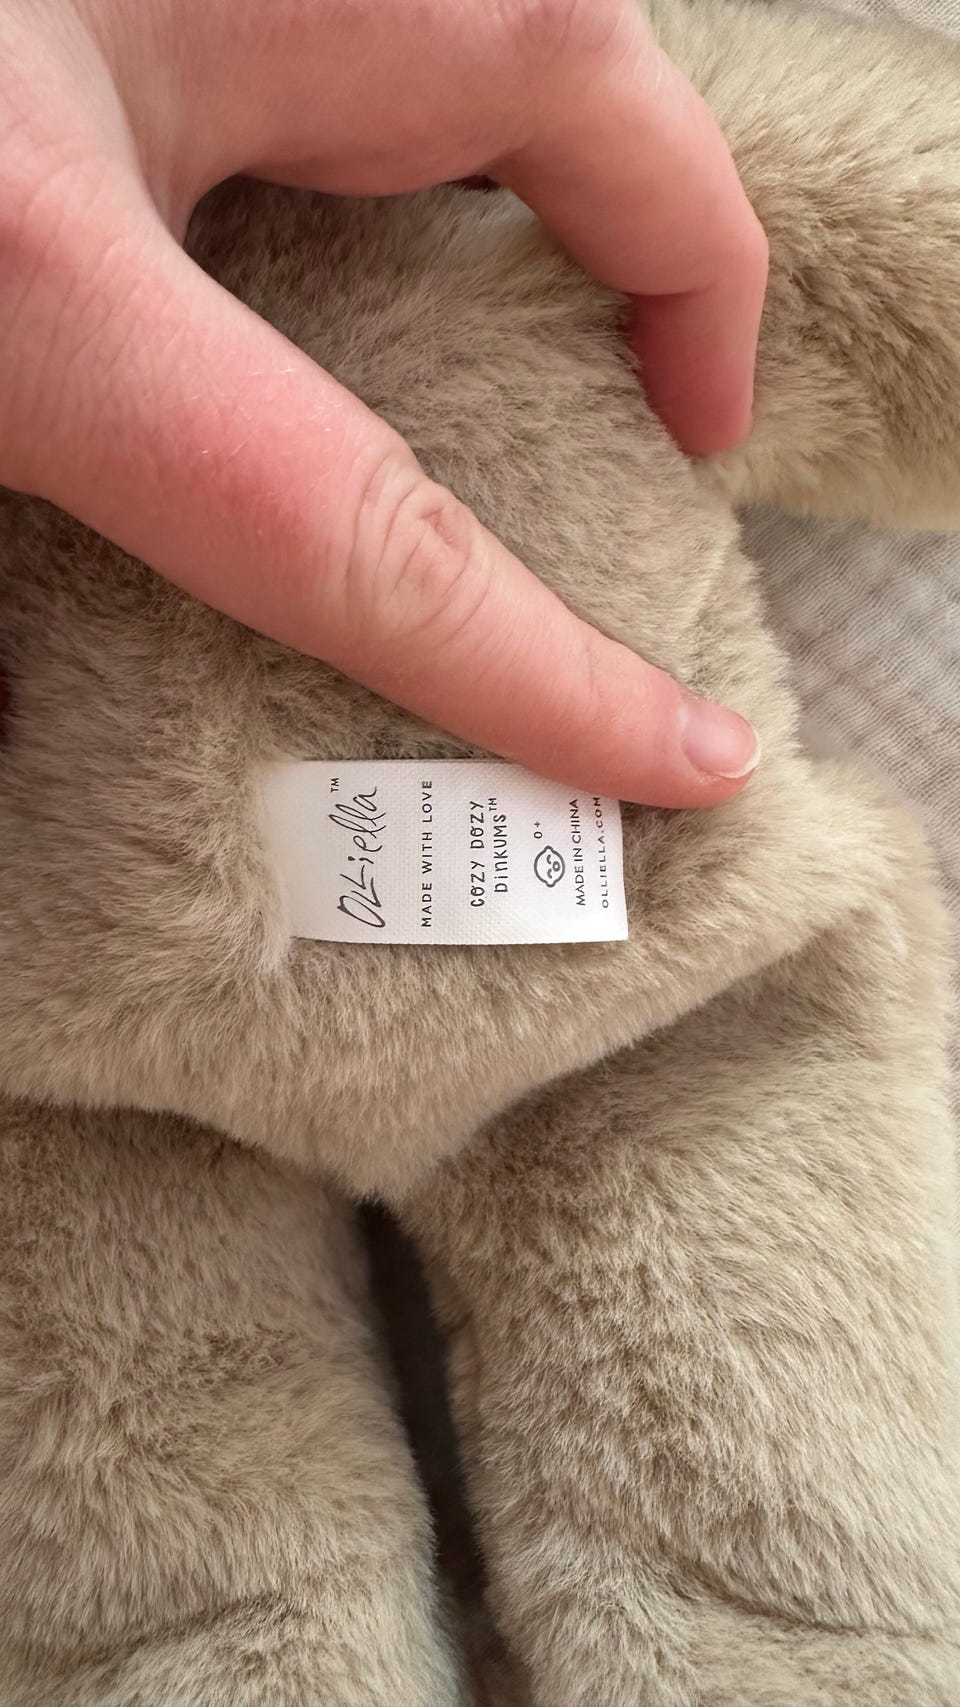 Olliella™
MADE WITH LOVE
COZY DOZY
DINKUMS™
0+
MADE IN CHINA
OLLIELLA.COM